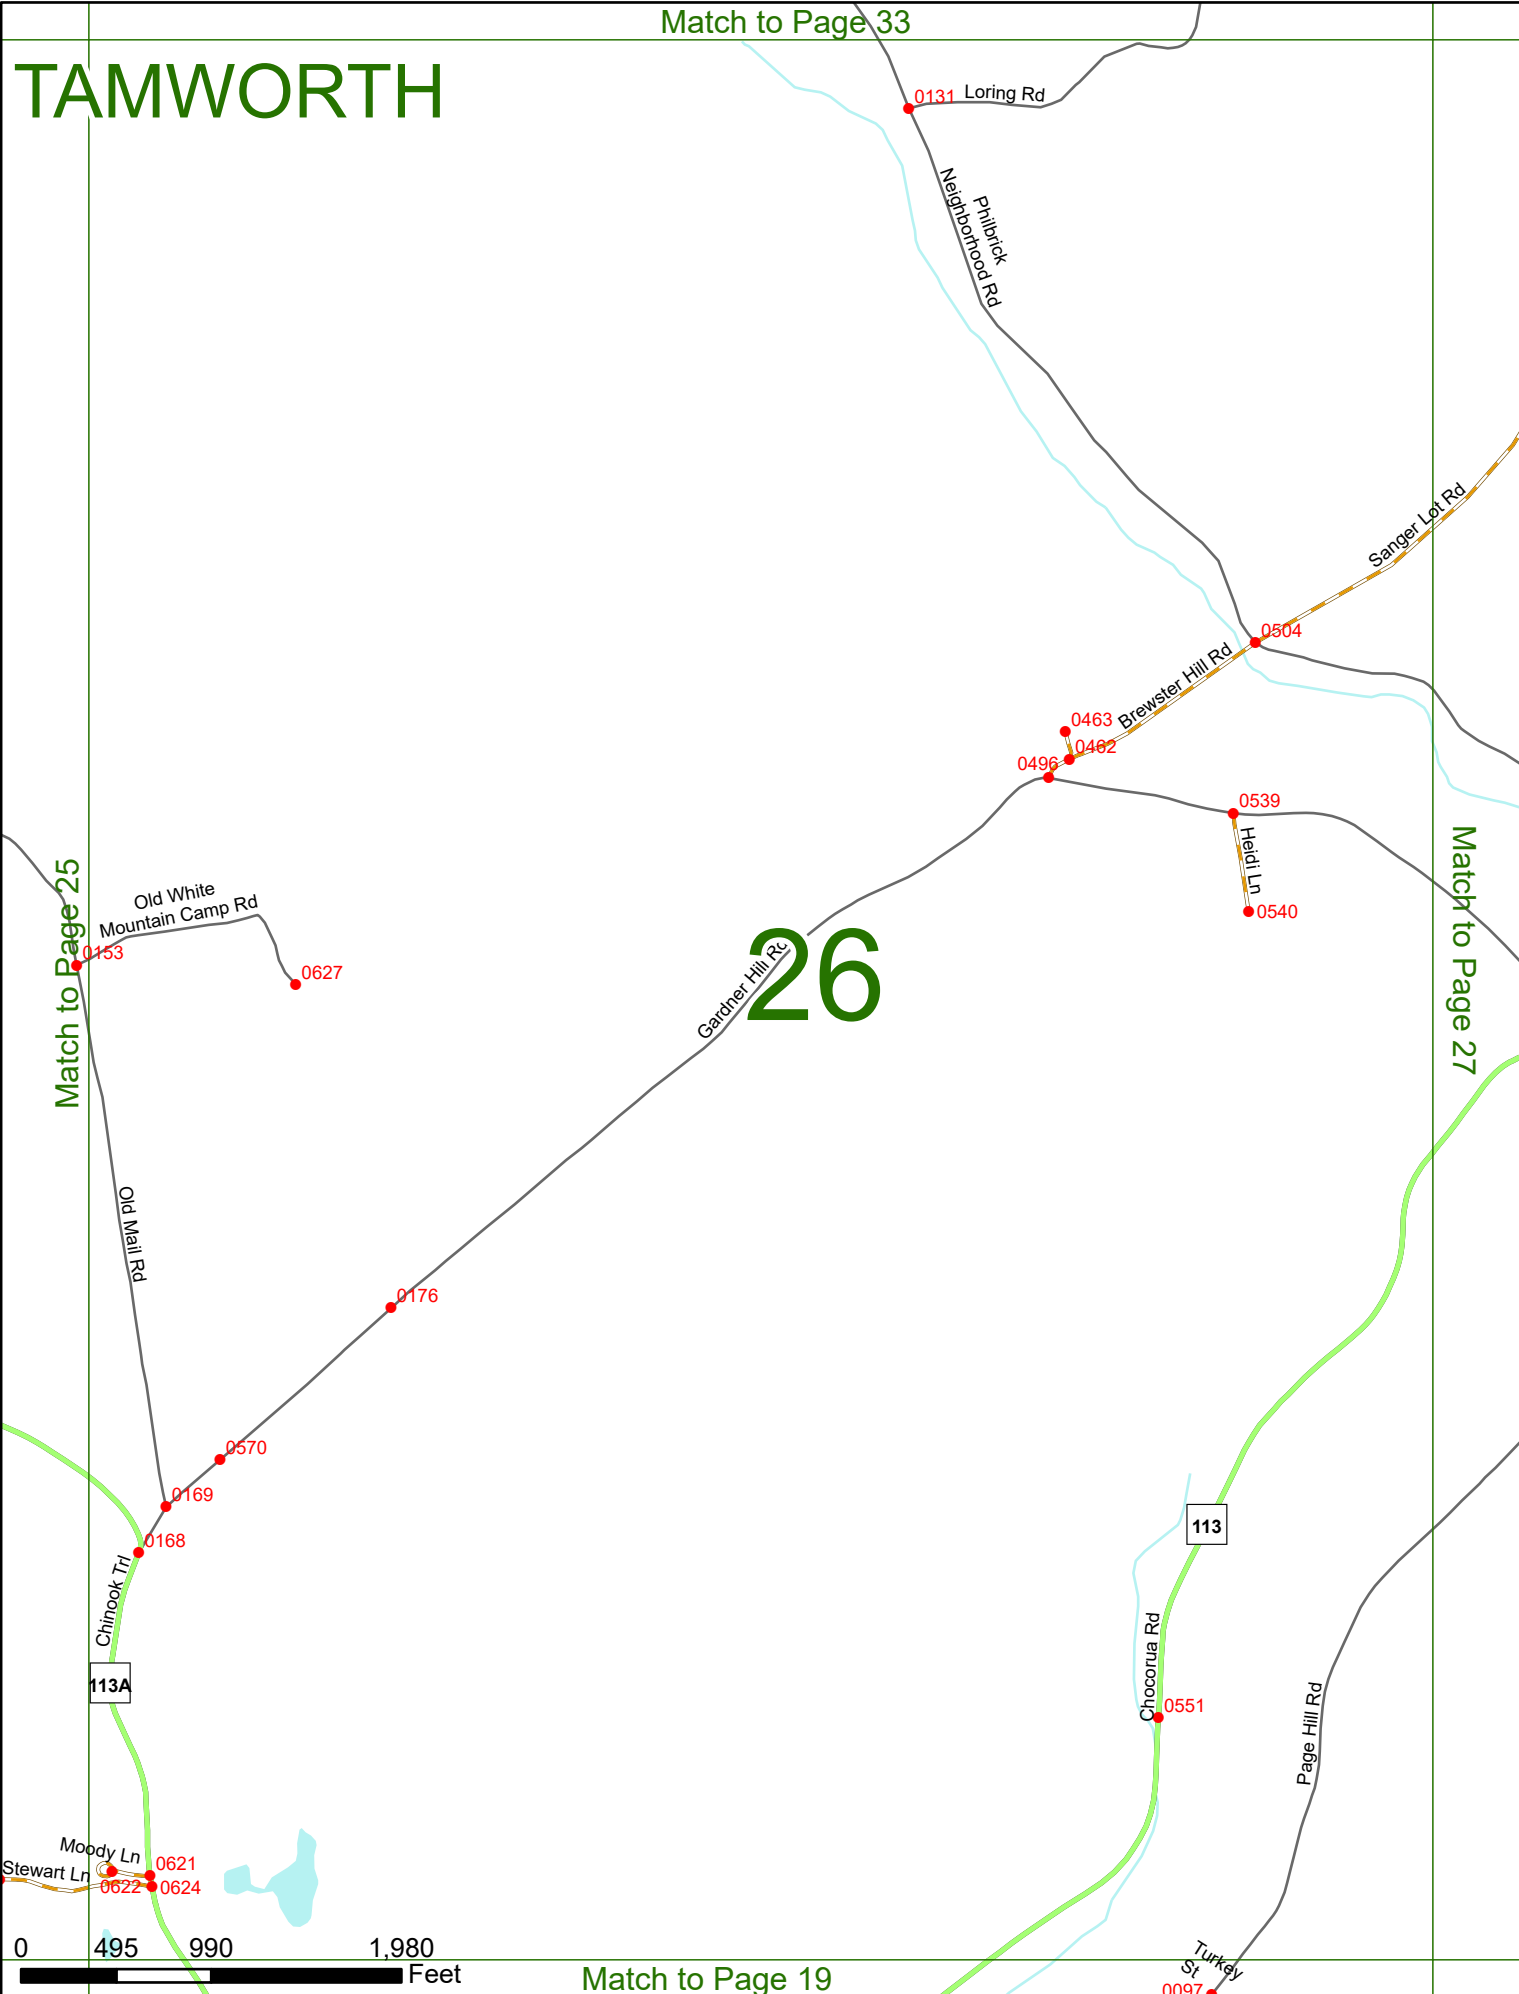 Match to Page 33
TAMWORTH
0131
Loring Rd
Philbrick
Neighborhood Rd
Sanger Lot Rd
0504
Brewster Hill Rd
0463
0462
0496
0539
Heidi Ln
0540
Match to Page 25
Old White
Mountain Camp Rd
0153
0627
Gardner Hill Rd
26
Match to Page 27
Old Mail Rd
0176
0570
0169
0168
Chinook Trl
113A
113
Chocorua Rd
0551
Page Hill Rd
Moody Ln
0621
Stewart Ln
0622
0624
0 495 990 1,980
Feet
Match to Page 19
Turkey
St
0097